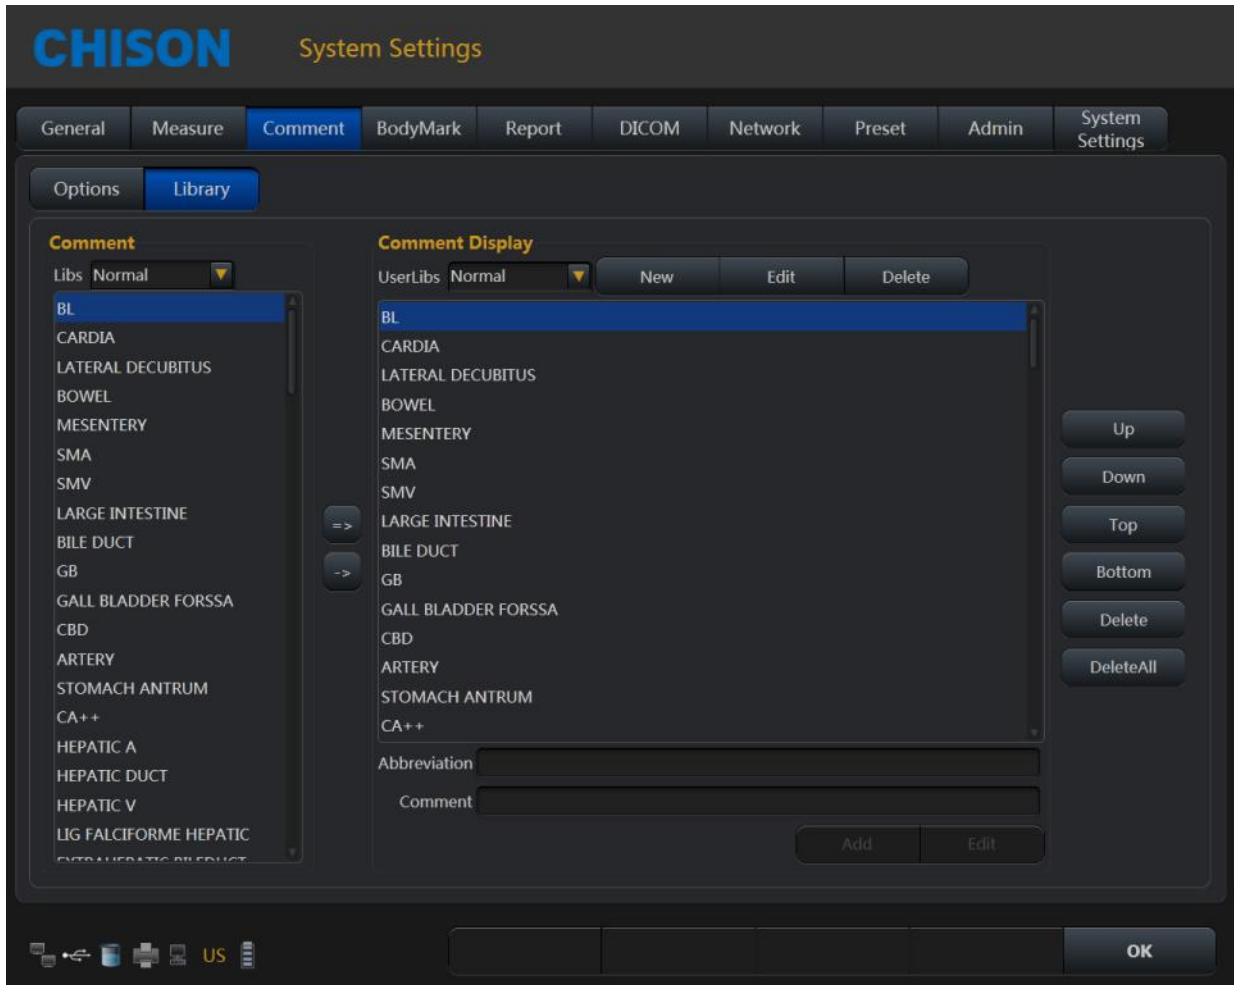 CHISON System Settings
General Measure Comment BodyMark Report DICOM Network Preset Admin System Settings
Options Library
Comment
Libs Normal
BL
CARDIA
LATERAL DECUBITUS
BOWEL
MESENTERY
SMA
SMV
LARGE INTESTINE
BILE DUCT
GB
GALL BLADDER FORSSA
CBD
ARTERY
STOMACH ANTRUM
CA++
HEPATIC A
HEPATIC DUCT
HEPATIC V
LIG FALCIFORME HEPATIC
EXTRAHEPATIC BILEDUCT
=>
->
Comment Display
UserLibs Normal New Edit Delete
BL
CARDIA
LATERAL DECUBITUS
BOWEL
MESENTERY
SMA
SMV
LARGE INTESTINE
BILE DUCT
GB
GALL BLADDER FORSSA
CBD
ARTERY
STOMACH ANTRUM
CA++
Abbreviation
Comment
Add Edit
Up
Down
Top
Bottom
Delete
DeleteAll
US
OK